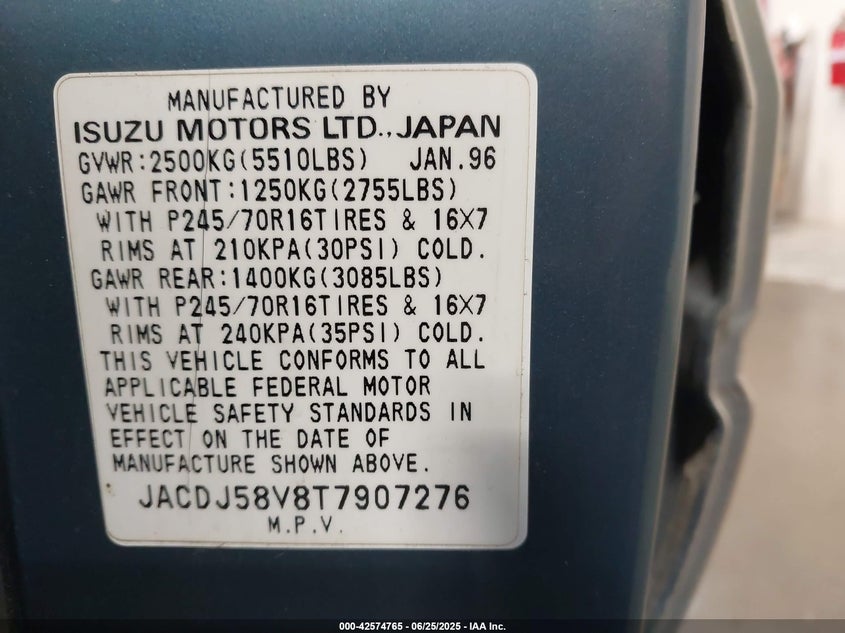 MANUFACTURED BY
ISUZU MOTORS LTD., JAPAN
GVWR:2500KG(5510LBS) JAN.96
GAWR FRONT:1250KG(2755LBS)
WITH P245/70R16TIRES & 16X7
RIMS AT 210KPA(30PSI) COLD.
GAWR REAR:1400KG(3085LBS)
WITH P245/70R16TIRES & 16X7
RIMS AT 240KPA(35PSI) COLD.
THIS VEHICLE CONFORMS TO ALL
APPLICABLE FEDERAL MOTOR
VEHICLE SAFETY STANDARDS IN
EFFECT ON THE DATE OF
MANUFACTURE SHOWN ABOVE.
JACDJ58V8T7907276
M.P.V.
000-42574765 - 06/25/2025 - IAA Inc.